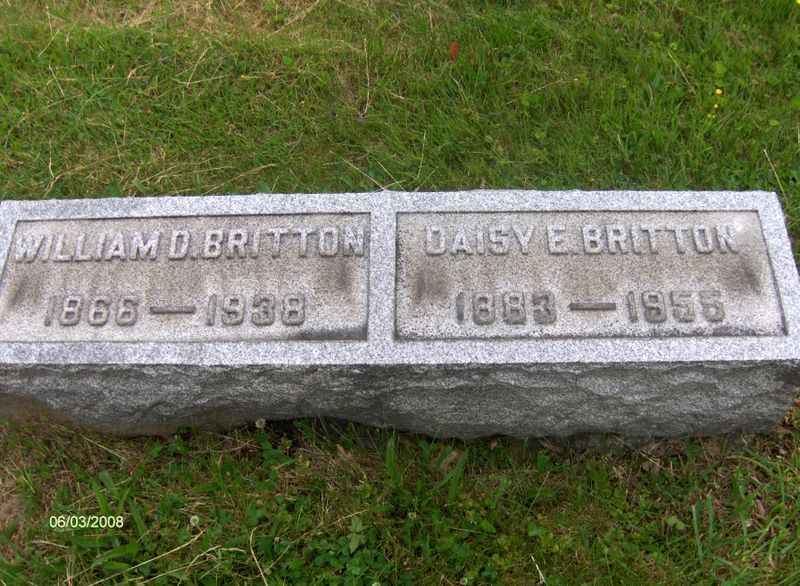 WILLIAM D. BRITTON
1866 — 1938
DAISY E. BRITTON
1883 — 1955
06/03/2008